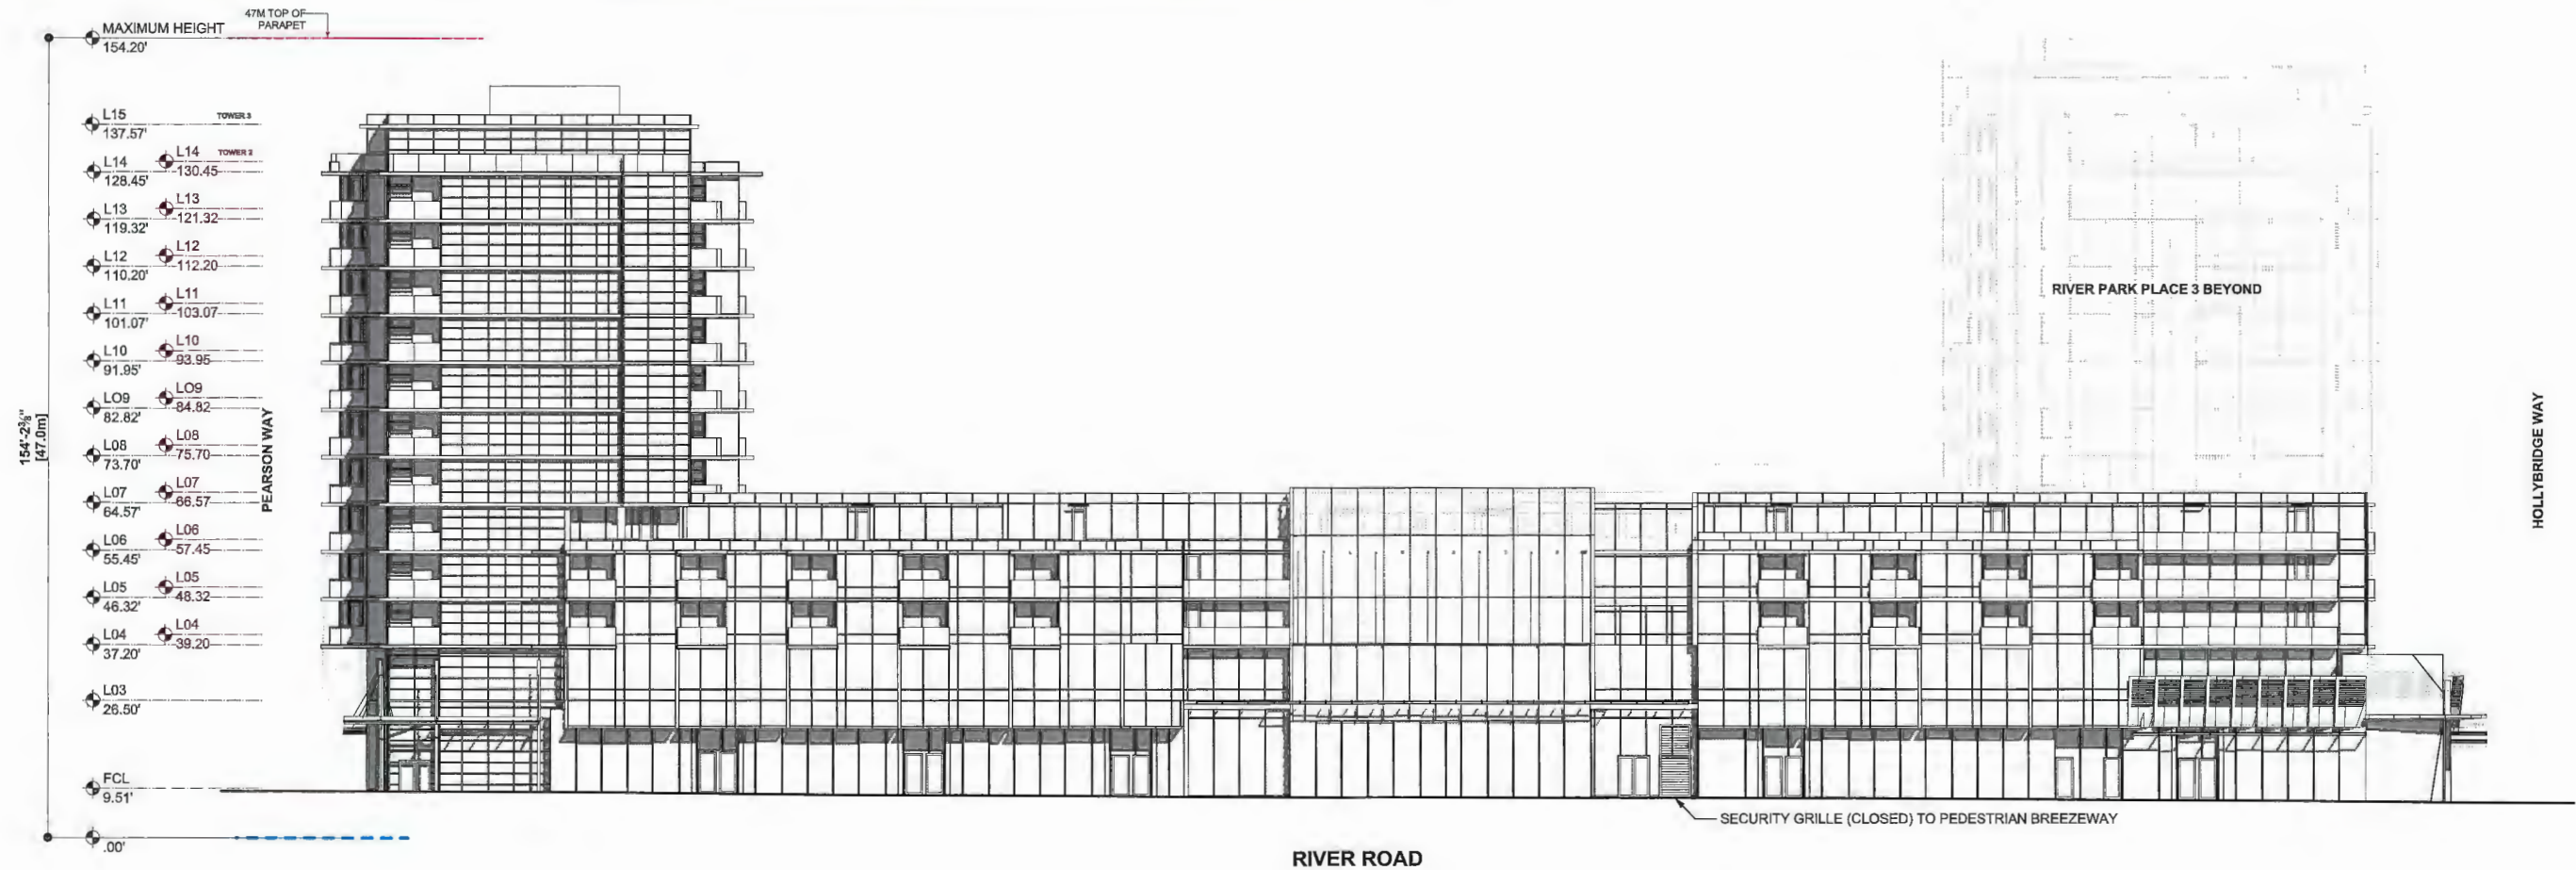 47M TOP OF
PARAPET
MAXIMUM HEIGHT
154.20'
L15
TOWER 3
137.57'
L14
TOWER 2
130.45
L14
128.45'
L13
121.32
L13
119.32'
L12
112.20
L12
110.20'
L11
103.07
L11
101.07'
L10
93.95
L10
91.95'
LO9
84.82
LO9
82.82'
L08
75.70
L08
73.70'
L07
66.57
L07
64.57'
L06
57.45
L06
55.45'
L05
48.32
L05
46.32'
L04
39.20
L04
37.20'
L03
26.50'
FCL
9.51'
.00'
154'-2⅜"
[47.0m]
PEARSON WAY
RIVER PARK PLACE 3 BEYOND
HOLLYBRIDGE WAY
SECURITY GRILLE (CLOSED) TO PEDESTRIAN BREEZEWAY
RIVER ROAD